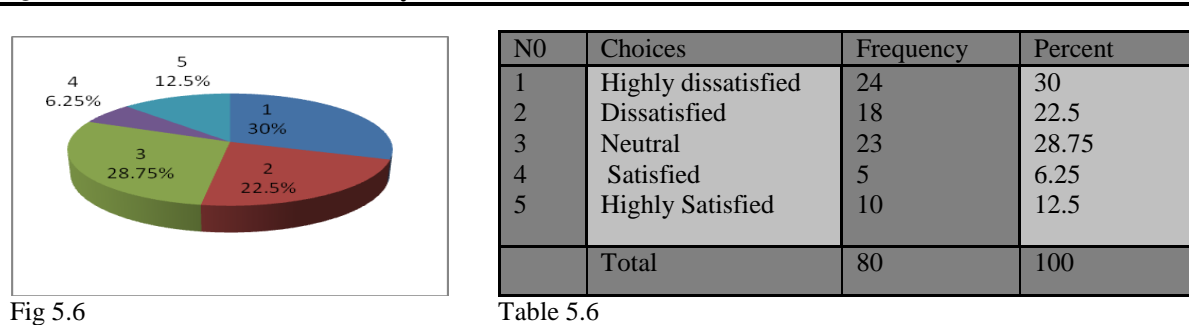 5
12.5%
4
6.25%
1
30%
3
28.75%
2
22.5%
Fig 5.6
N0 Choices Frequency Percent
1 Highly dissatisfied 24 30
2 Dissatisfied 18 22.5
3 Neutral 23 28.75
4 Satisfied 5 6.25
5 Highly Satisfied 10 12.5
Total 80 100
Table 5.6